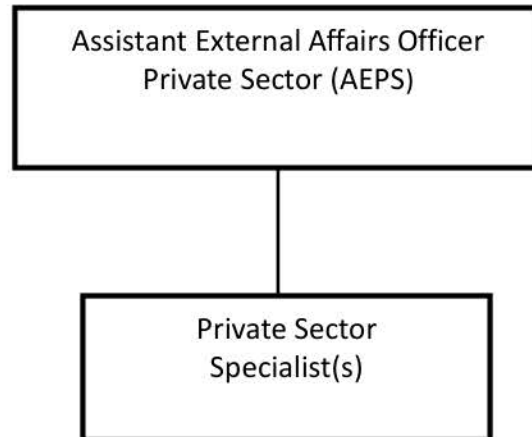 Assistant External Affairs Officer
Private Sector (AEPS)
Private Sector
Specialist(s)